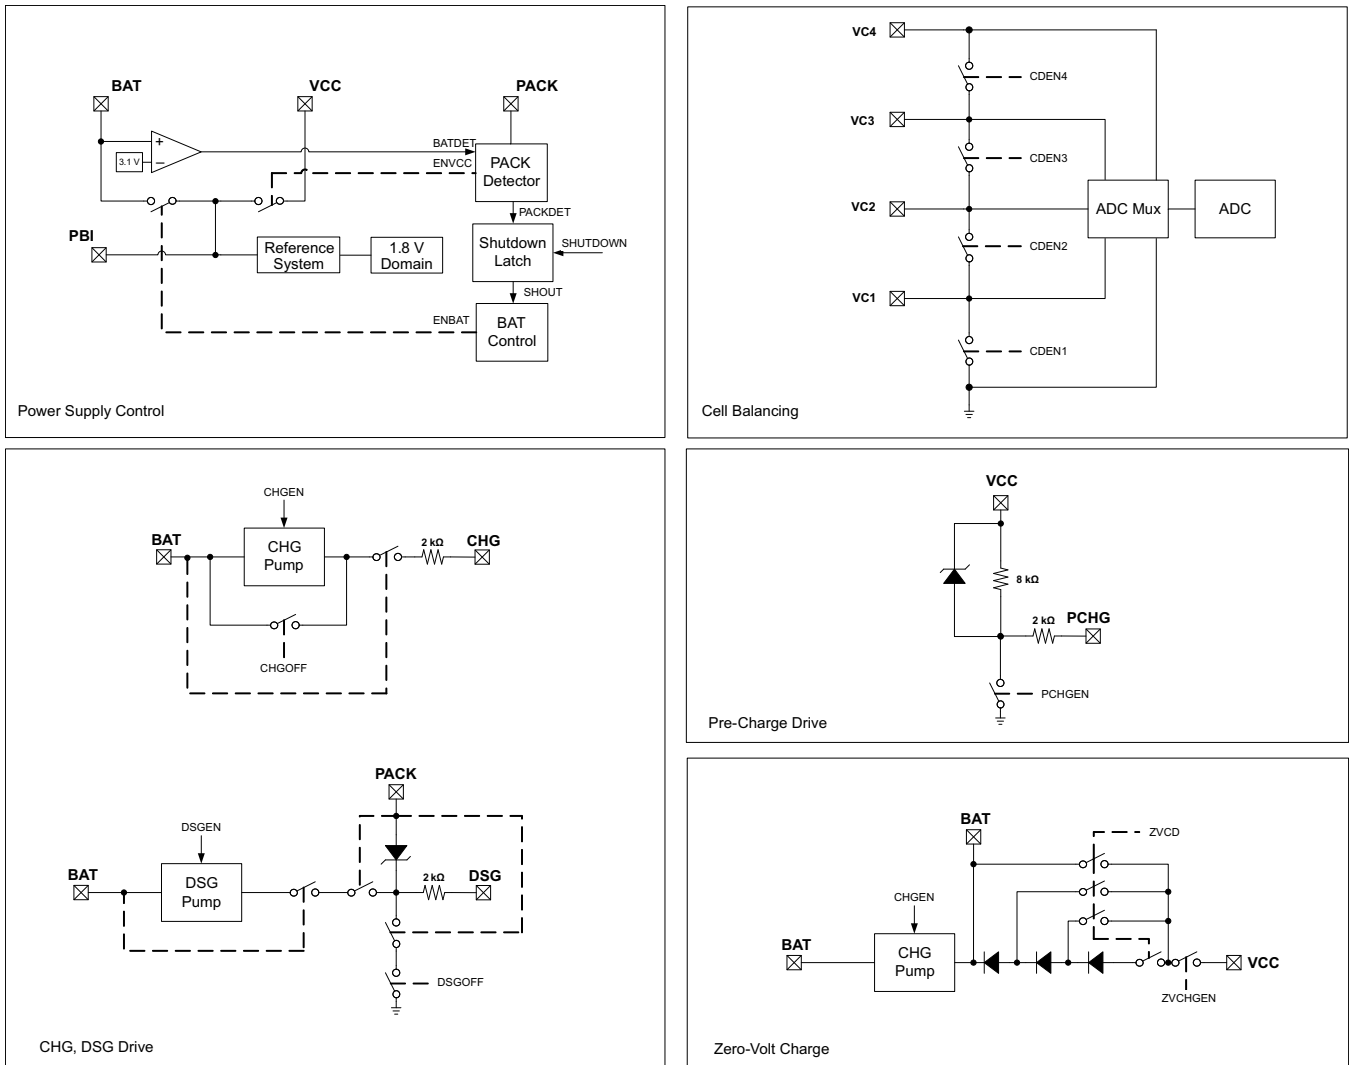 BAT
VCC
PACK
+
3.1 V
−
BATDET
ENVCC
PACK
Detector
PACKDET
PBI
Reference
System
1.8 V
Domain
Shutdown
Latch
SHUTDOWN
SHOUT
ENBAT
BAT
Control
Power Supply Control
VC4
CDEN4
VC3
CDEN3
VC2
ADC Mux
ADC
CDEN2
VC1
CDEN1
Cell Balancing
CHGEN
BAT
CHG
Pump
2 kΩ
CHG
CHGOFF
PACK
DSGEN
BAT
DSG
Pump
2 kΩ
DSG
DSGOFF
CHG, DSG Drive
VCC
8 kΩ
2 kΩ
PCHG
PCHGEN
Pre-Charge Drive
BAT
ZVCD
CHGEN
BAT
CHG
Pump
VCC
ZVCHGEN
Zero-Volt Charge